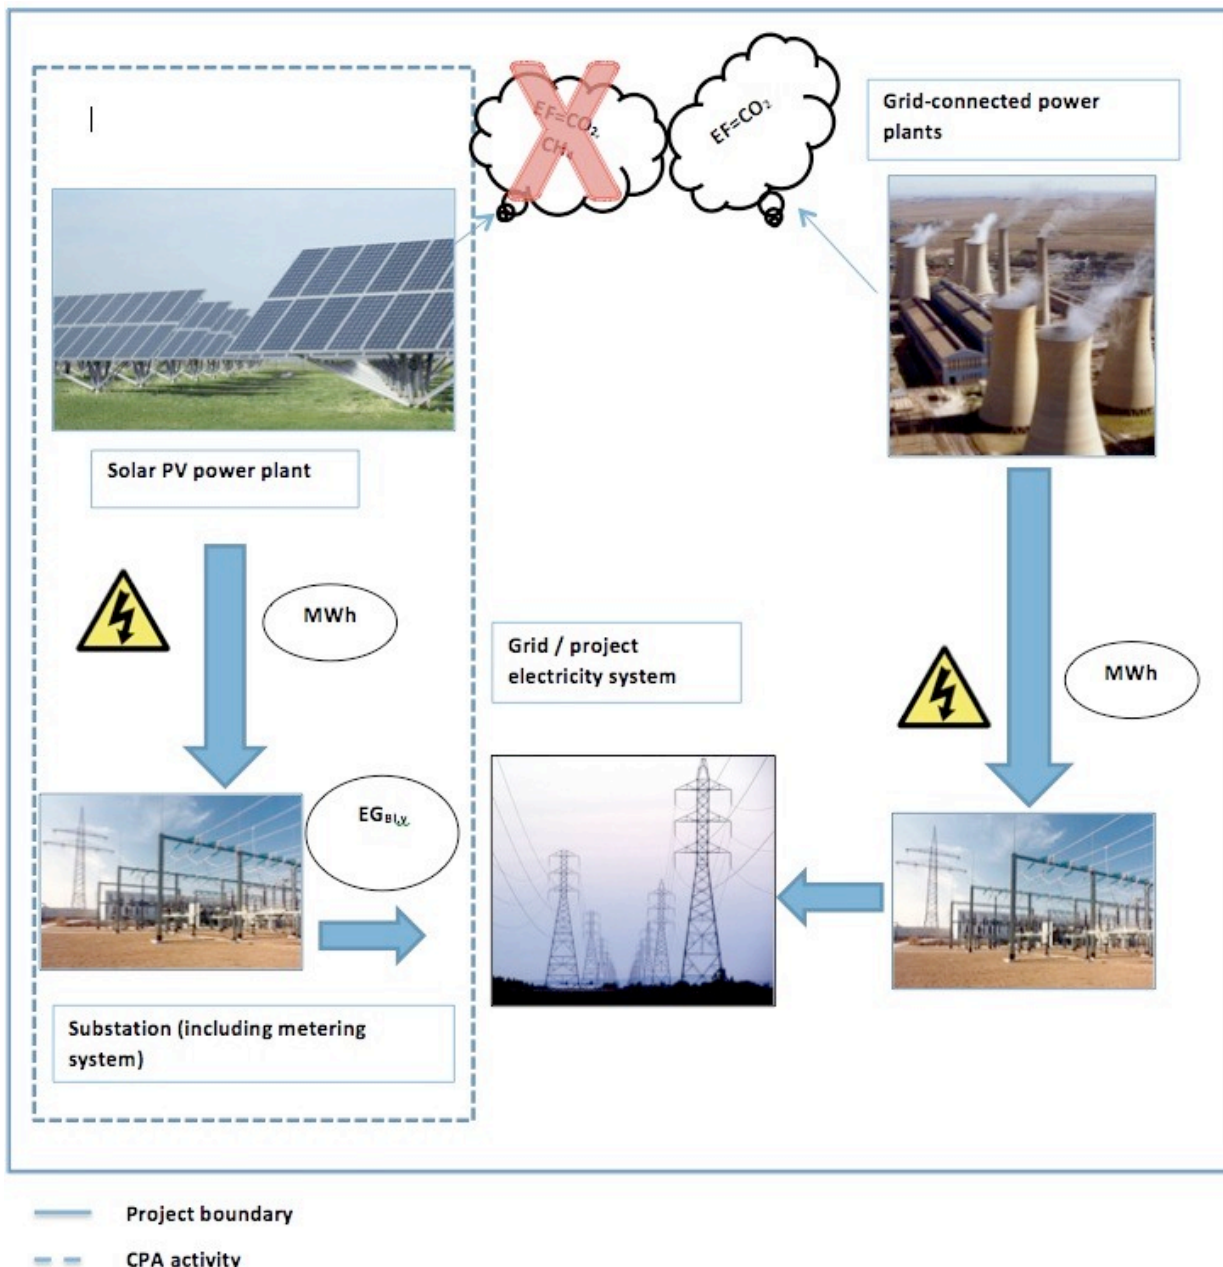 EF=CO₂,
CH₄
EF=CO₂
Grid-connected power
plants
Solar PV power plant
MWh
Grid / project
electricity system
MWh
EG_BI,y
Substation (including metering
system)
Project boundary
CPA activity